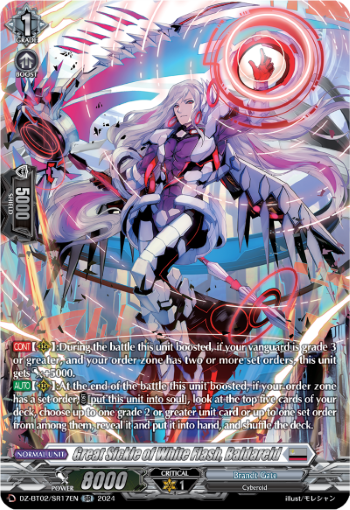 1
GRADE
BOOST
5000
SHIELD
CONT : During the battle this unit boosted, if your vanguard is grade 3
or greater, and your order zone has two or more set orders, this unit
gets +5000.
AUTO : At the end of the battle this unit boosted, if your order zone
has a set order, [put this unit into soul], look at the top five cards of
your deck, choose up to one grade 2 or greater unit card or up to one set order
from among them, reveal it and put it into hand, and shuffle the deck.
NORMAL UNIT
Great Sickle of White Flash, Baldareid
POWER 8000
CRITICAL
1
Brandt Gate
Cyberoid
D DZ-BT02/SR17EN SR 2024
illust/モレシャン